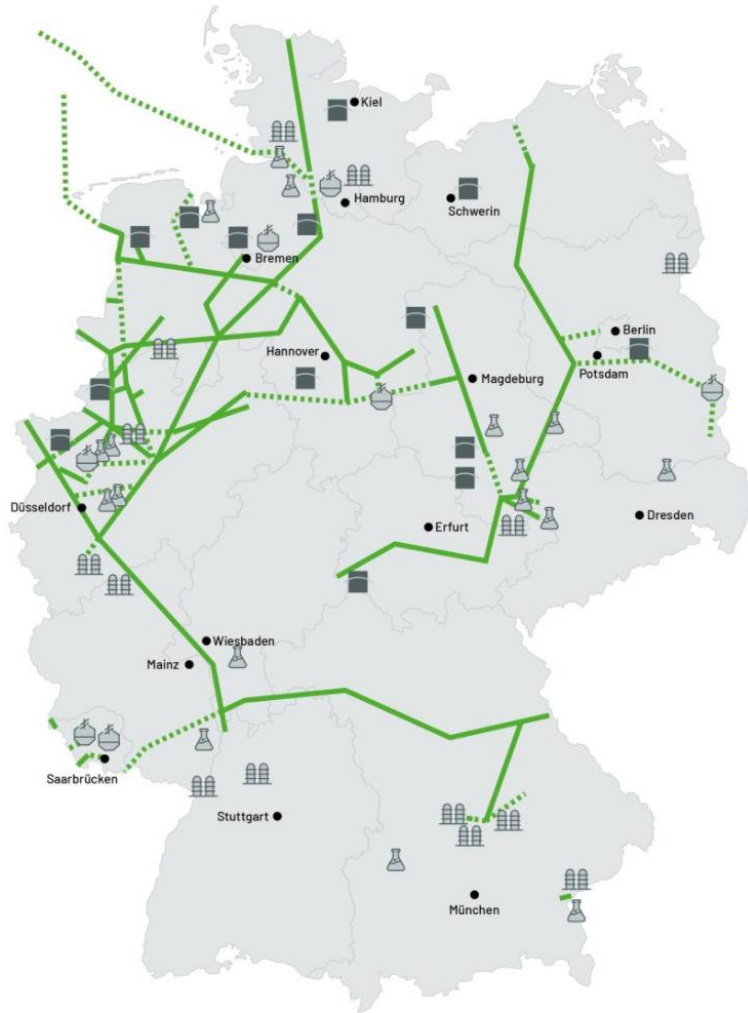 Kiel
Hamburg
Schwerin
Bremen
Berlin
Hannover
Potsdam
Magdeburg
Düsseldorf
Dresden
Erfurt
Wiesbaden
Mainz
Saarbrücken
Stuttgart
München